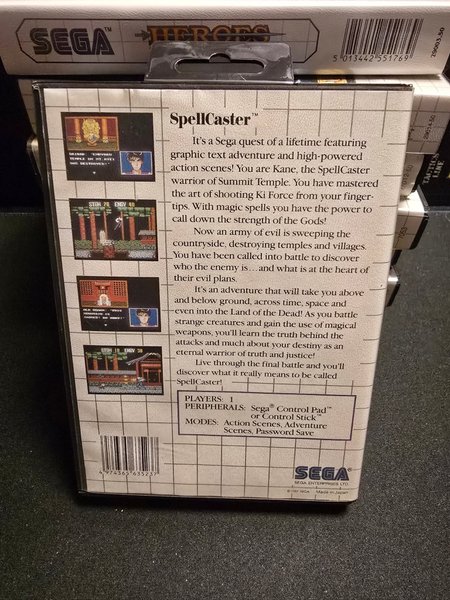 SEGA
HEROES
5 013442 551769
SpellCaster™
It's a Sega quest of a lifetime featuring
graphic text adventure and high-powered
action scenes! You are Kane, the SpellCaster
warrior of Summit Temple. You have mastered
the art of shooting Ki Force from your finger-
tips. With magic spells you have the power to
call down the strength of the Gods!
Now an army of evil is sweeping the
countryside, destroying temples and villages.
You have been called into battle to discover
who the enemy is...and what is at the heart of
their evil plans.
It's an adventure that will take you above
and below ground, across time, space and
even into the Land of the Dead! As you battle
strange creatures and gain the use of magical
weapons, you'll learn the truth behind the
attacks and much about your destiny as an
eternal warrior of truth and justice!
Live through the final battle and you'll
discover what it really means to be called
SpellCaster!
PLAYERS: 1
PERIPHERALS: Sega® Control Pad™
or Control Stick™
MODES: Action Scenes, Adventure
Scenes, Password Save
4 974365 635237
SEGA
SEGA ENTERPRISES LTD.
Made in Japan